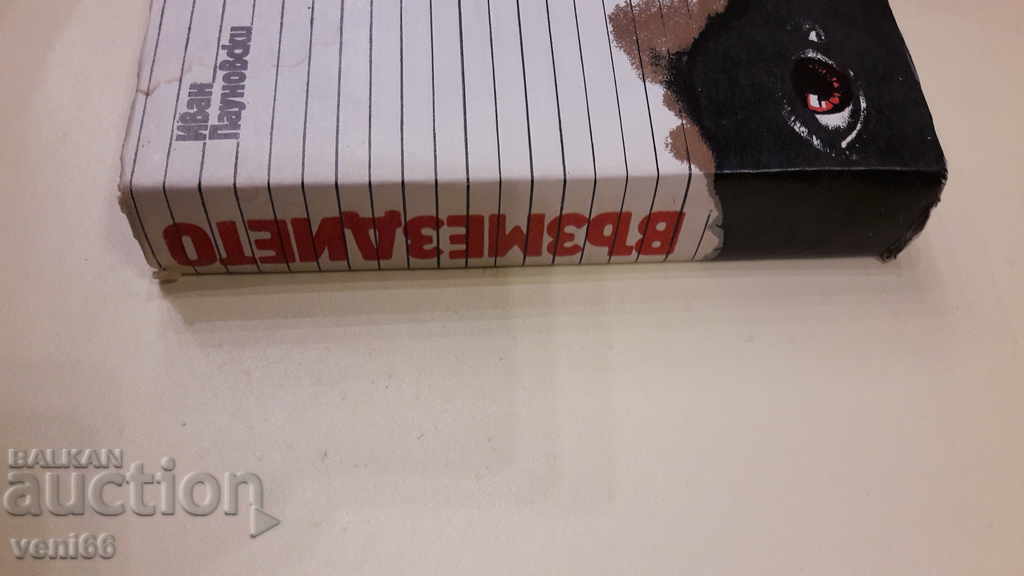 Иван
Пауновски
ВЪЗМЕЗДИЕТО
BALKAN
auction
veni66